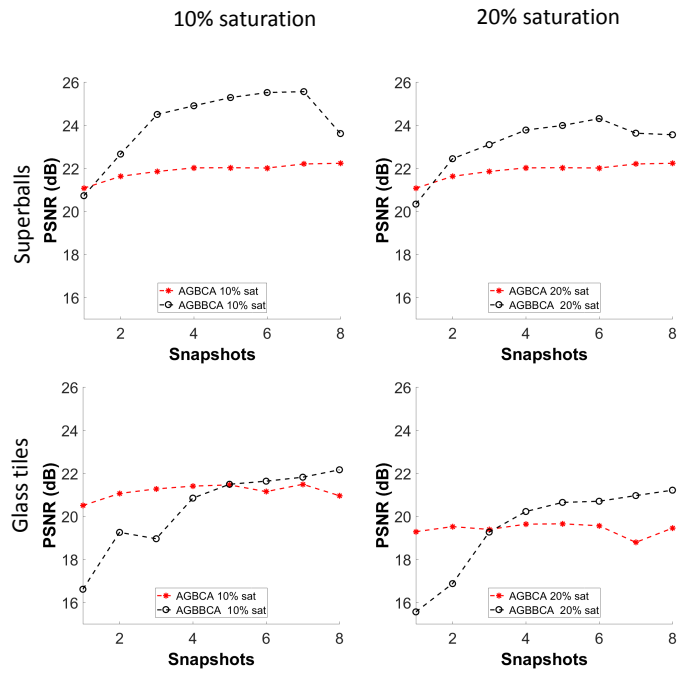 10% saturation
20% saturation
Superballs
PSNR (dB)
26
24
22
20
18
16
AGBCA 10% sat
AGBBCA 10% sat
2
4
6
8
Snapshots
PSNR (dB)
26
24
22
20
18
16
AGBCA 20% sat
AGBBCA 20% sat
2
4
6
8
Snapshots
Glass tiles
PSNR (dB)
26
24
22
20
18
16
AGBCA 10% sat
AGBBCA 10% sat
2
4
6
8
Snapshots
PSNR (dB)
26
24
22
20
18
16
AGBCA 20% sat
AGBBCA 20% sat
2
4
6
8
Snapshots